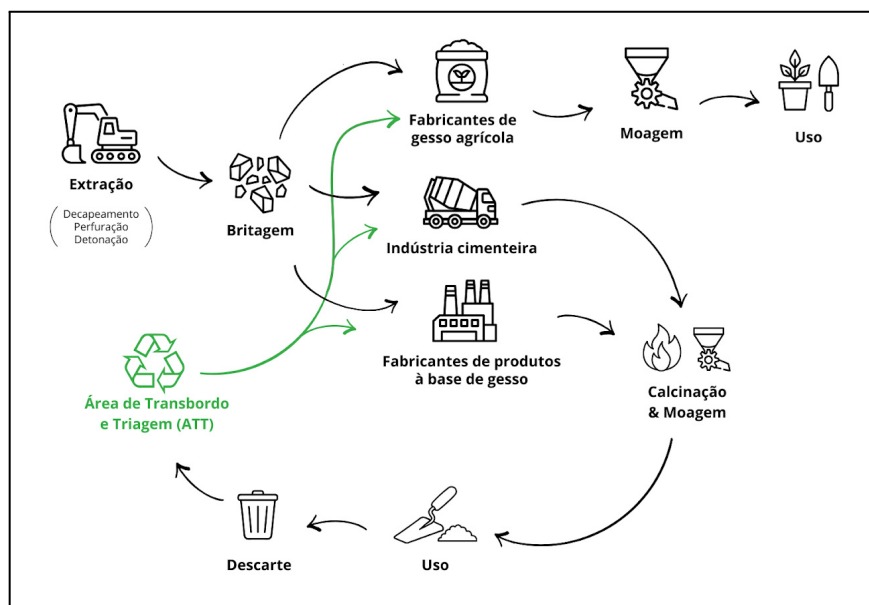 Fabricantes de
gesso agrícola
Moagem
Uso
Extração
(Decapeamento
Perfuração
Detonação)
Britagem
Indústria cimenteira
Fabricantes de produtos
à base de gesso
Calcinação
& Moagem
Área de Transbordo
e Triagem (ATT)
Descarte
Uso